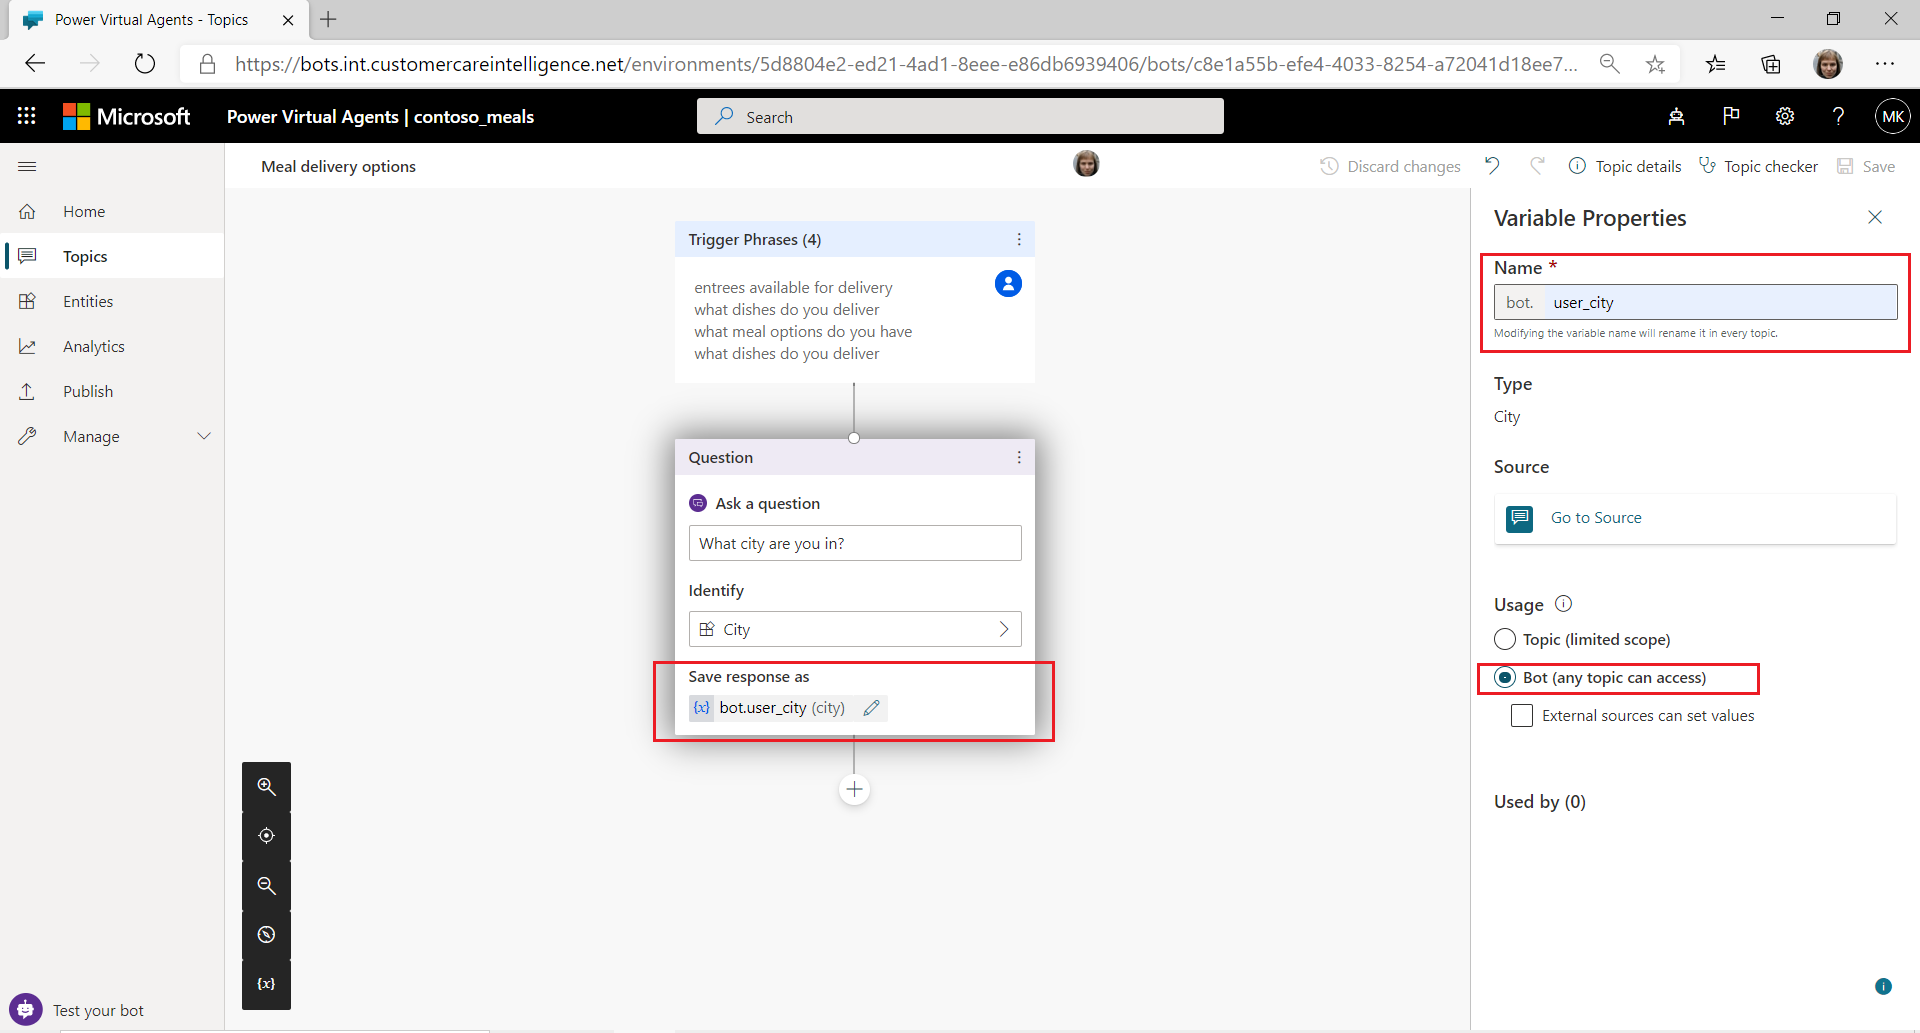 Power Virtual Agents - Topics
https://bots.int.customercareintelligence.net/environments/5d8804e2-ed21-4ad1-8eee-e86db6939406/bots/c8e1a55b-efe4-4033-8254-a72041d18ee7...
Microsoft
Power Virtual Agents | contoso_meals
Search
MK
Meal delivery options
Discard changes
Topic details
Topic checker
Save
Home
Topics
Entities
Analytics
Publish
Manage
Test your bot
Trigger Phrases (4)
entrees available for delivery
what dishes do you deliver
what meal options do you have
what dishes do you deliver
Question
Ask a question
What city are you in?
Identify
City
Save response as
{x} bot.user_city (city)
{x}
Variable Properties
Name *
bot. user_city
Modifying the variable name will rename it in every topic.
Type
City
Source
Go to Source
Usage
Topic (limited scope)
Bot (any topic can access)
External sources can set values
Used by (0)